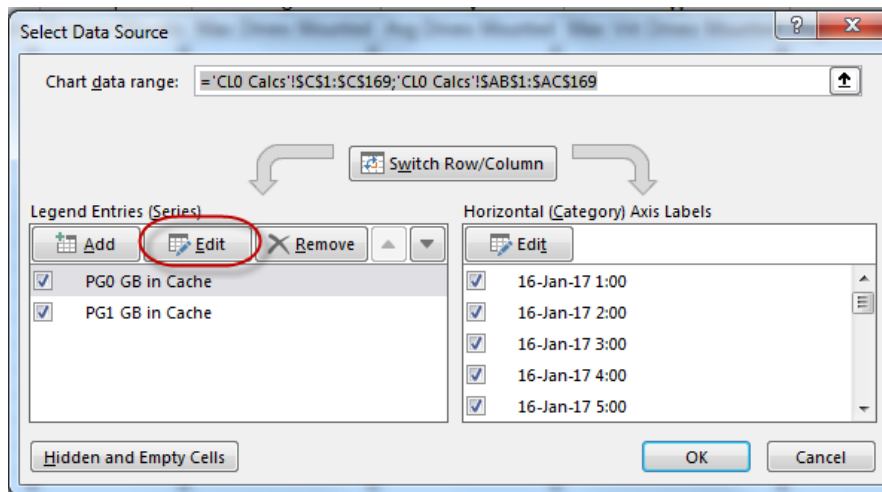 Select Data Source
Chart data range: ='CL0 Calcs'!$C$1:$C$169;'CL0 Calcs'!$AB$1:$AC$169
Switch Row/Column
Legend Entries (Series)
Add Edit Remove
PG0 GB in Cache
PG1 GB in Cache
Horizontal (Category) Axis Labels
Edit
16-Jan-17 1:00
16-Jan-17 2:00
16-Jan-17 3:00
16-Jan-17 4:00
16-Jan-17 5:00
Hidden and Empty Cells
OK Cancel